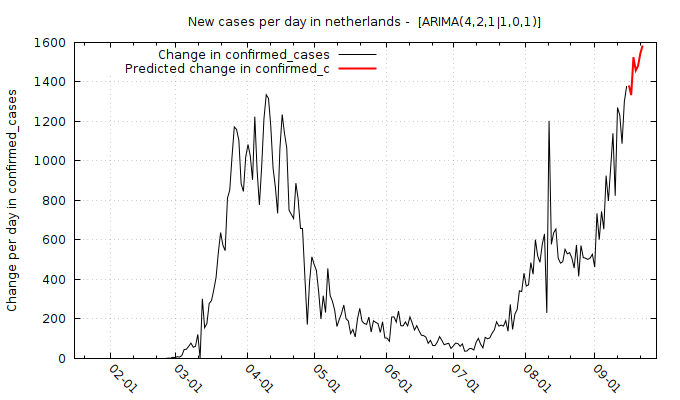 New cases per day in netherlands - [ARIMA(4,2,1|1,0,1)]
Change in confirmed_cases
Predicted change in confirmed_c
Change per day in confirmed_cases
1600
1400
1200
1000
800
600
400
200
0
02-01 03-01 04-01 05-01 06-01 07-01 08-01 09-01